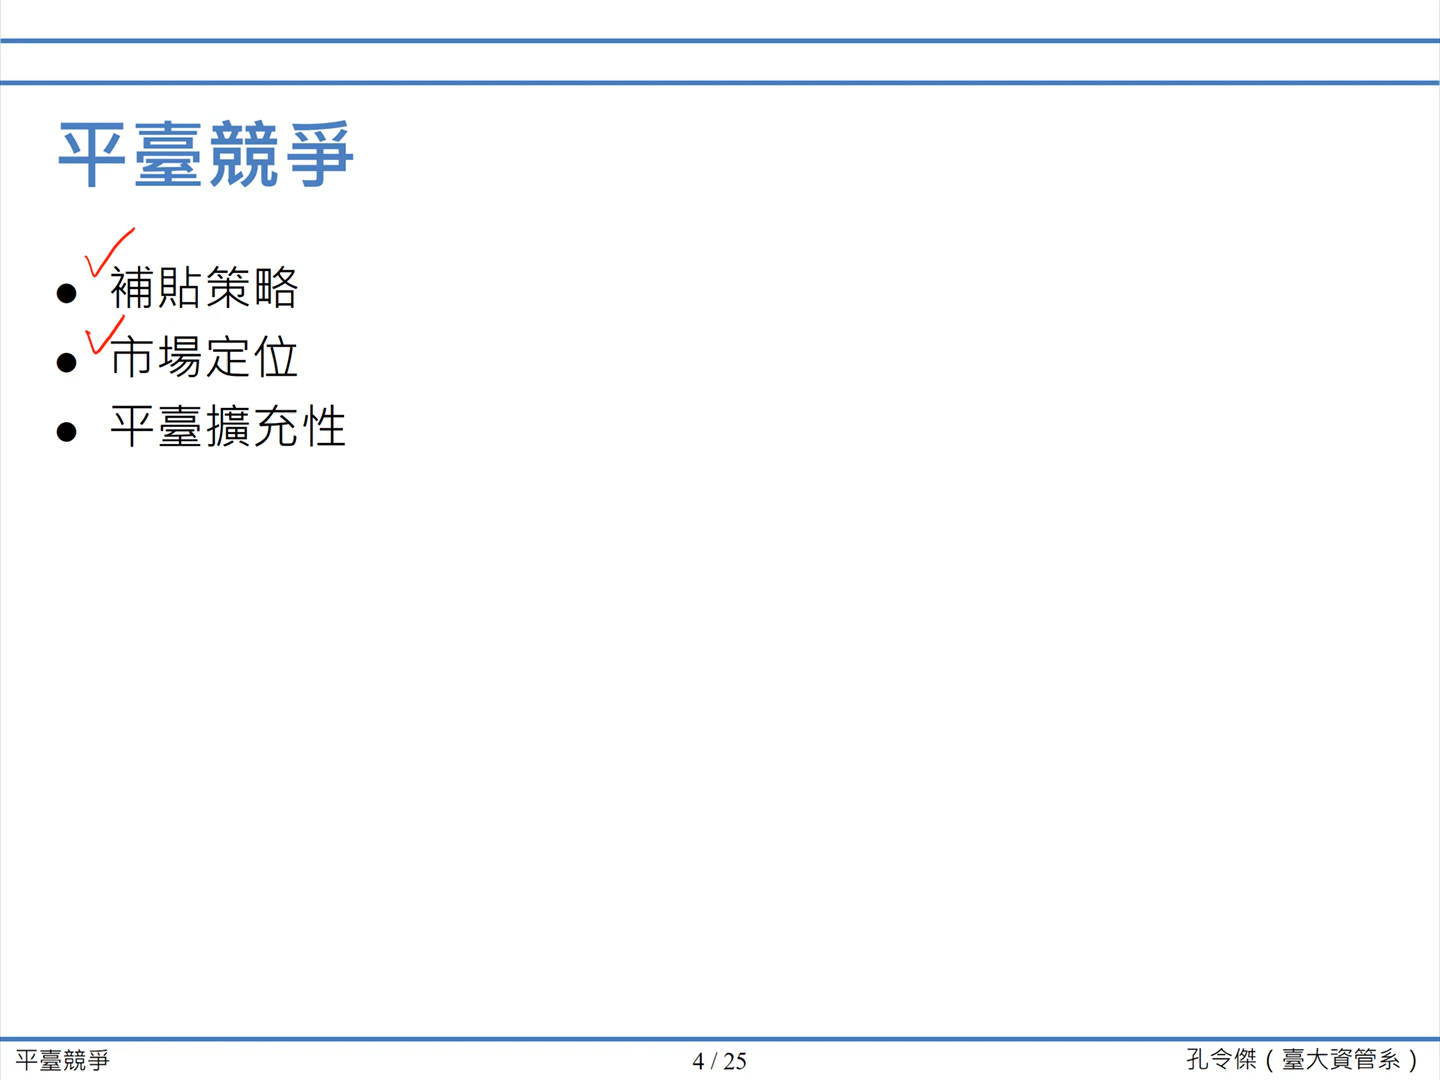 平臺競爭
● 補貼策略
● 市場定位
● 平臺擴充性
平臺競爭
4 / 25
孔令傑（臺大資管系）